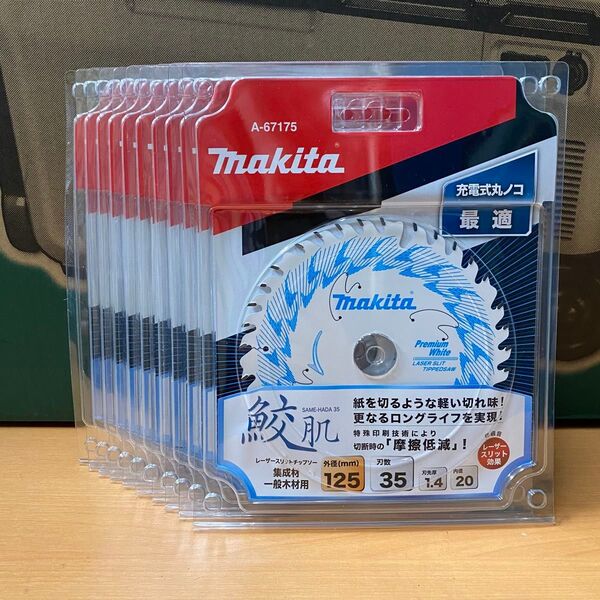 A-67175
makita
充電式丸ノコ
最適
makita
Premium
White
LASER SLIT
TIPPEDSAW
紙を切るような軽い切れ味!
更なるロングライフを実現!
特殊印刷技術により
切断時の「摩擦低減」!
低騒音
レーザー
スリット
効果
SAME-HADA 35
鮫肌
レーザースリットチップソー
集成材
一般木材用
外径(mm)
125
刃数
35
刃先厚
1.4
内径
20